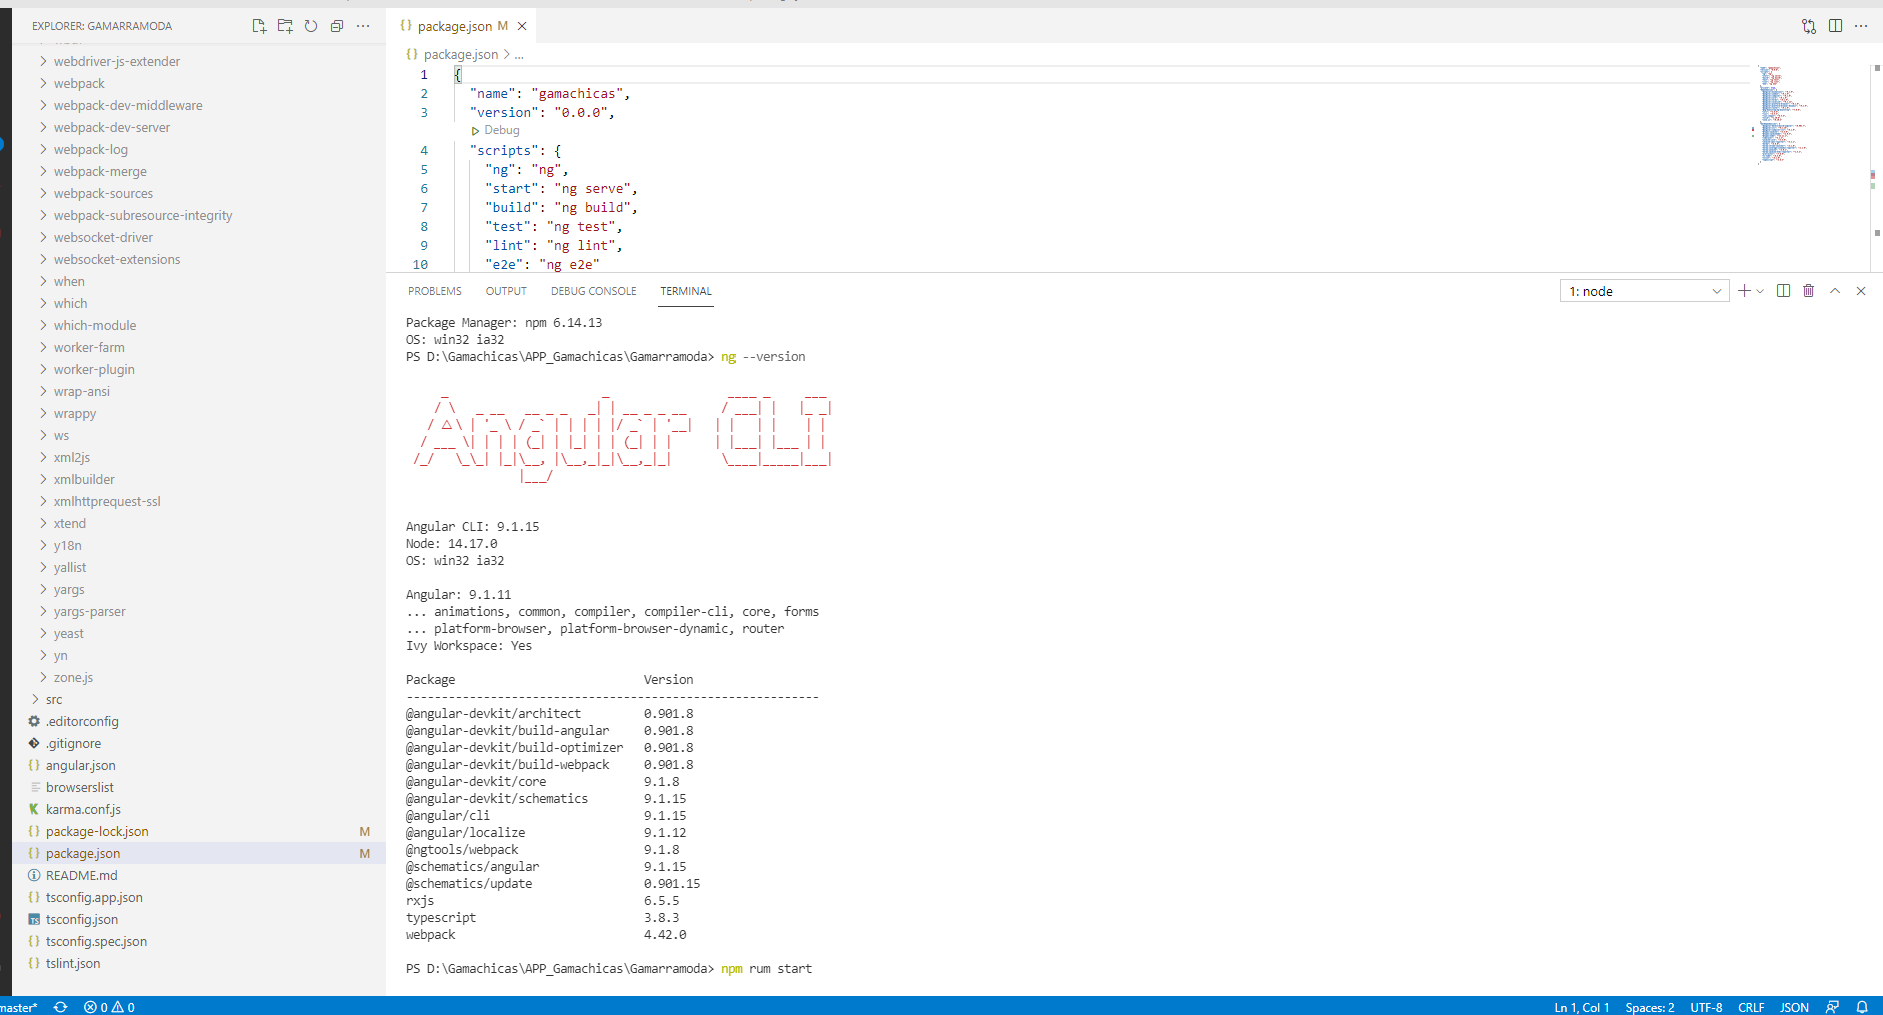 EXPLORER: GAMARRAMODA
webdriver-js-extender
webpack
webpack-dev-middleware
webpack-dev-server
webpack-log
webpack-merge
webpack-sources
webpack-subresource-integrity
websocket-driver
websocket-extensions
when
which
which-module
worker-farm
worker-plugin
wrap-ansi
wrappy
ws
xml2js
xmlbuilder
xmlhttprequest-ssl
xtend
y18n
yallist
yargs
yargs-parser
yeast
yn
zone.js
src
.editorconfig
.gitignore
{} angular.json
browserslist
K karma.conf.js
{} package-lock.json M
{} package.json M
README.md
{} tsconfig.app.json
TS tsconfig.json
{} tsconfig.spec.json
{} tslint.json
{} package.json M
{} package.json > ...
1 {
2 "name": "gamachicas",
3 "version": "0.0.0",
Debug
4 "scripts": {
5 "ng": "ng",
6 "start": "ng serve",
7 "build": "ng build",
8 "test": "ng test",
9 "lint": "ng lint",
10 "e2e": "ng e2e"
PROBLEMS OUTPUT DEBUG CONSOLE TERMINAL 1: node
Package Manager: npm 6.14.13
OS: win32 ia32
PS D:\Gamachicas\APP_Gamachicas\Gamarramoda> ng --version
Angular CLI
Angular CLI: 9.1.15
Node: 14.17.0
OS: win32 ia32
Angular: 9.1.11
... animations, common, compiler, compiler-cli, core, forms
... platform-browser, platform-browser-dynamic, router
Ivy Workspace: Yes
Package Version
-----------------------------------------------------------
@angular-devkit/architect 0.901.8
@angular-devkit/build-angular 0.901.8
@angular-devkit/build-optimizer 0.901.8
@angular-devkit/build-webpack 0.901.8
@angular-devkit/core 9.1.8
@angular-devkit/schematics 9.1.15
@angular/cli 9.1.15
@angular/localize 9.1.12
@ngtools/webpack 9.1.8
@schematics/angular 9.1.15
@schematics/update 0.901.15
rxjs 6.5.5
typescript 3.8.3
webpack 4.42.0
PS D:\Gamachicas\APP_Gamachicas\Gamarramoda> npm rum start
master* 0 0 Ln 1, Col 1 Spaces: 2 UTF-8 CRLF JSON